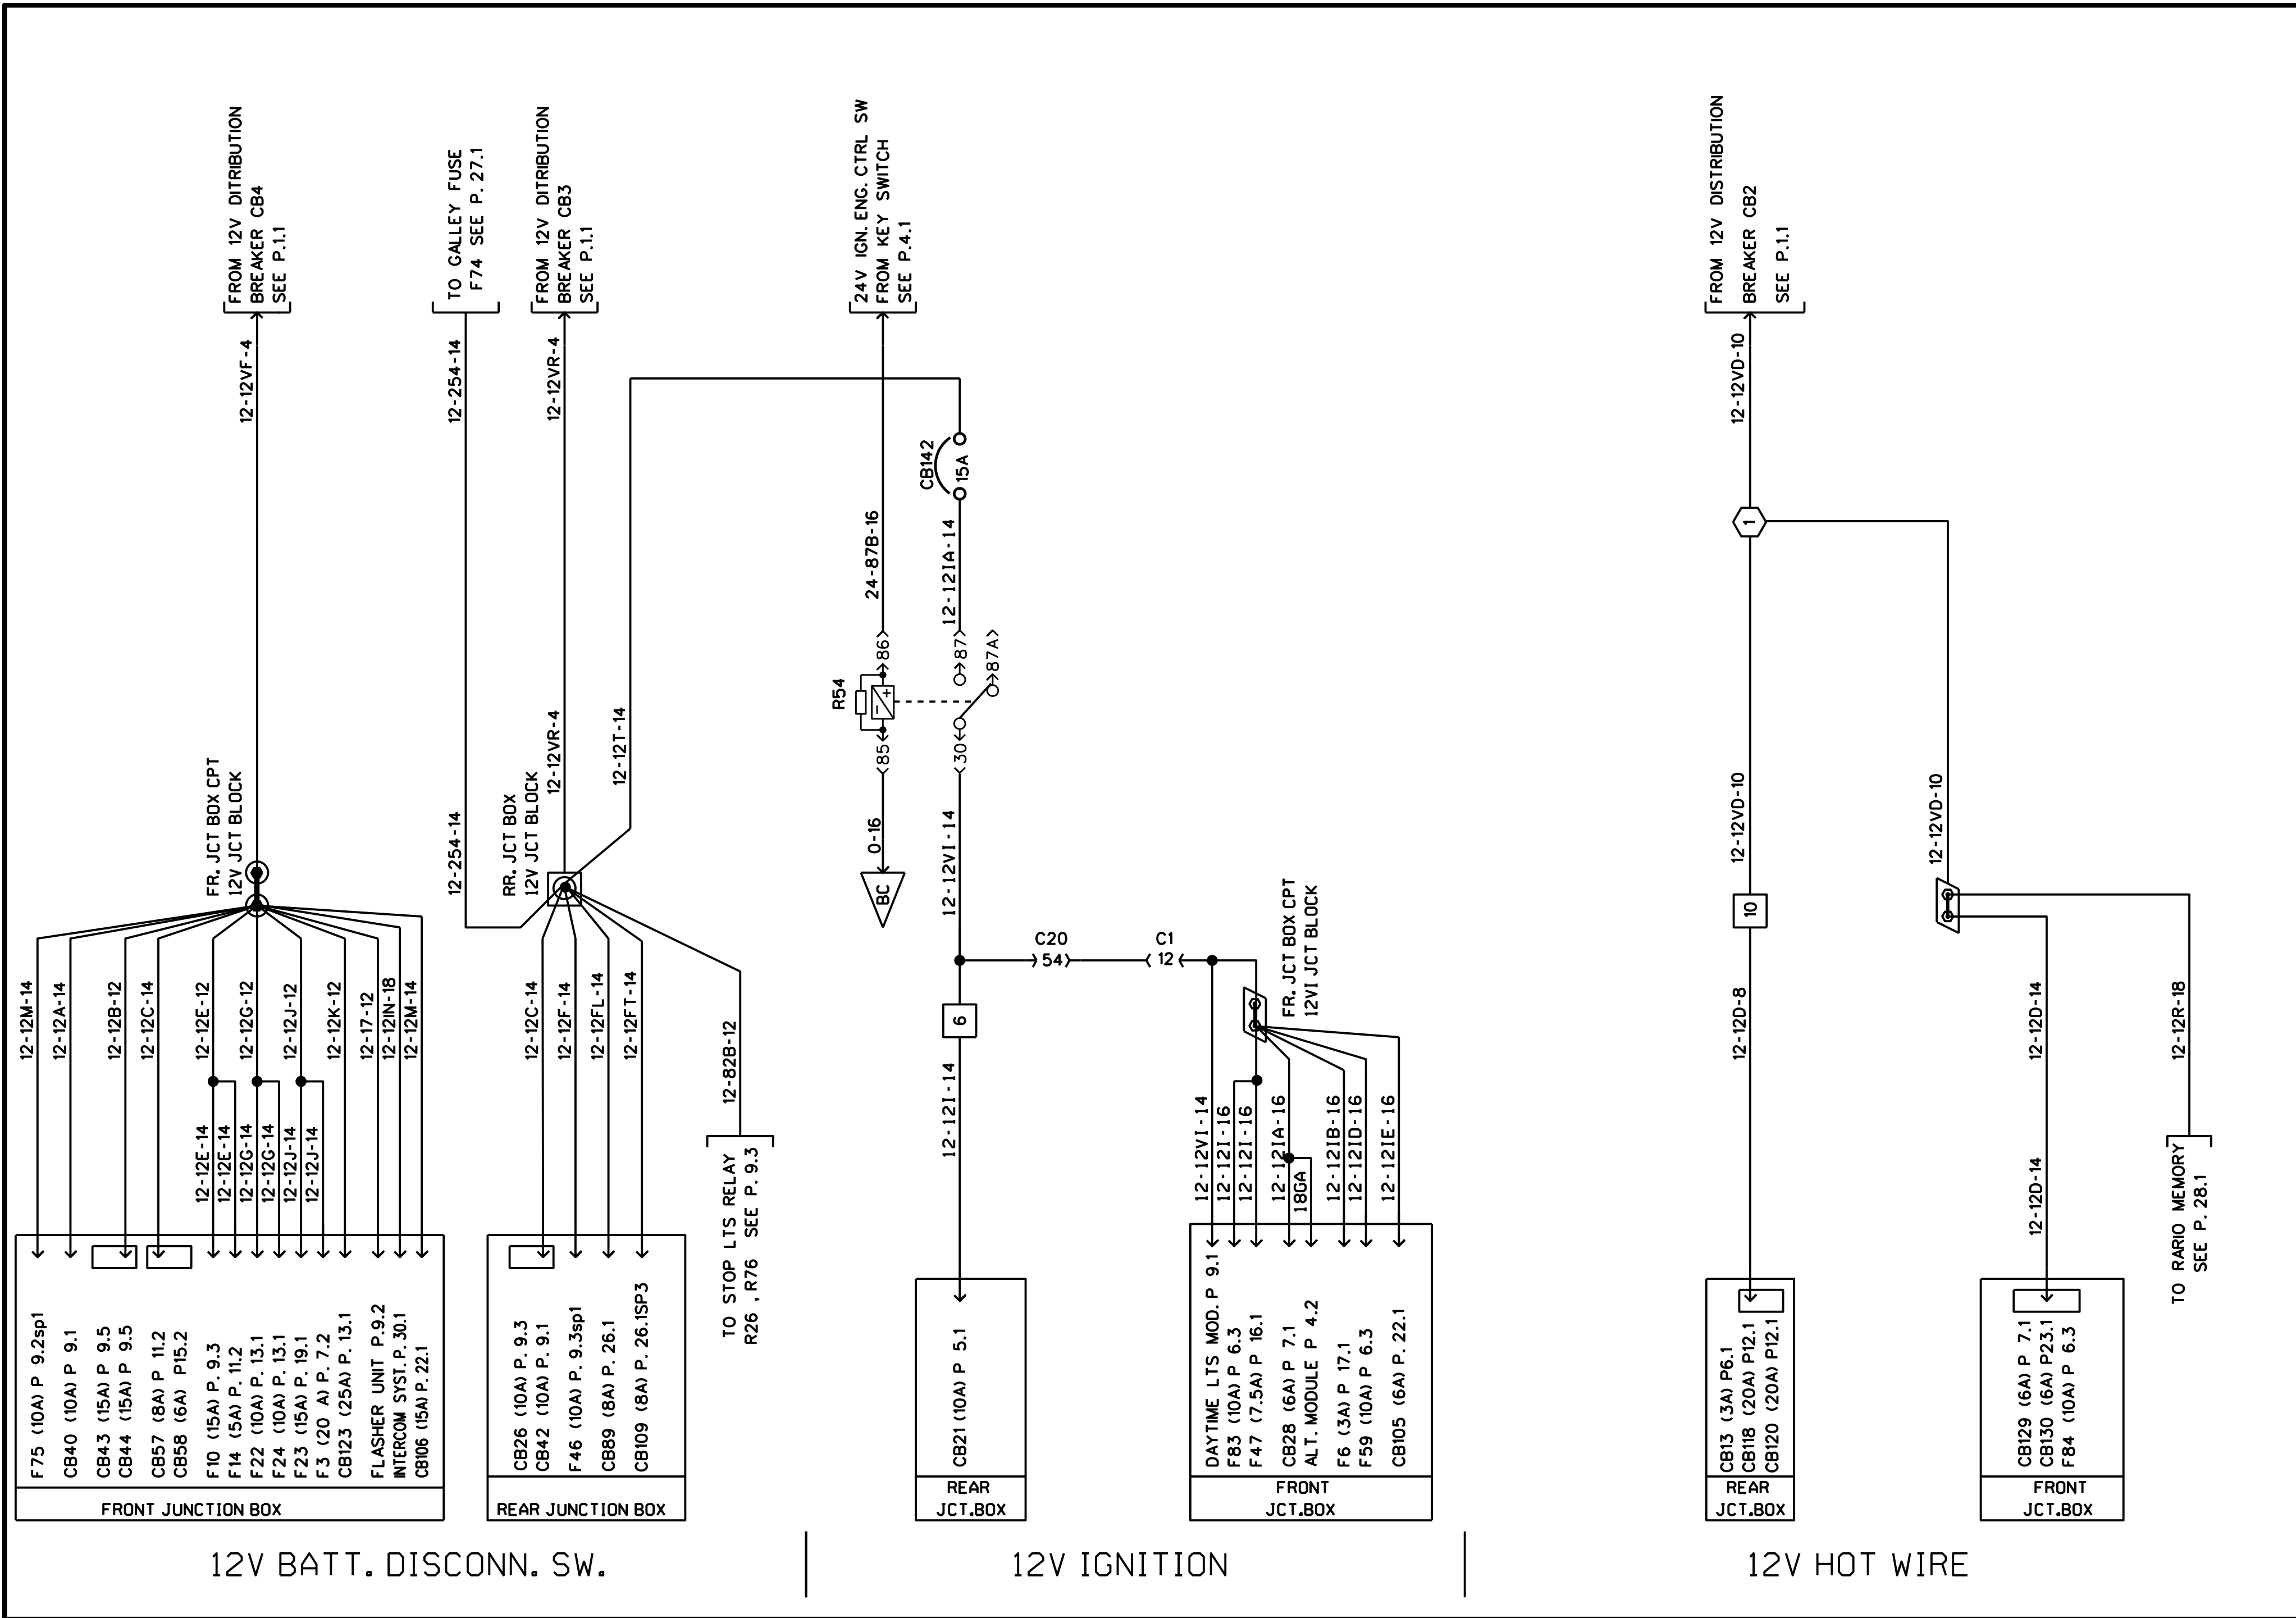 FROM 12V DITRIBUTION
BREAKER CB4
SEE P.1.1
TO GALLEY FUSE
F74 SEE P. 27.1
FROM 12V DITRIBUTION
BREAKER CB3
SEE P.1.1
24V IGN. ENG. CTRL SW
FROM KEY SWITCH
SEE P.4.1
FROM 12V DISTRIBUTION
BREAKER CB2
SEE P.1.1
12-12VF-4
12-254-14
12-12VR-4
12-12VD-10
CB142
15A
24-87B-16
12-12IA-14
1
86
87
87A
R54
- +
85
30
12-12VR-4
12-12T-14
FR. JCT BOX CPT
12V JCT BLOCK
12-254-14
RR. JCT BOX
12V JCT BLOCK
0-16
BC
12-12VI-14
12-12VD-10
12-12VD-10
10
C20
54
C1
12
FR. JCT BOX CPT
12VI JCT BLOCK
6
12-12M-14
12-12A-14
12-12B-12
12-12C-14
12-12E-12
12-12G-12
12-12J-12
12-12K-12
12-17-12
12-12IN-18
12-12M-14
12-12E-14
12-12E-14
12-12G-14
12-12G-14
12-12J-14
12-12J-14
12-12C-14
12-12F-14
12-12FL-14
12-12FT-14
12-82B-12
TO STOP LTS RELAY
R26 , R76 SEE P. 9.3
12-12I-14
12-12VI-14
12-12I-16
12-12I-16
12-12IA-16
18GA
12-12IB-16
12-12ID-16
12-12IE-16
12-12D-8
12-12D-14
12-12D-14
12-12R-18
TO RARIO MEMORY
SEE P. 28.1
F75 (10A) P 9.2sp1
CB40 (10A) P 9.1
CB43 (15A) P 9.5
CB44 (15A) P 9.5
CB57 (8A) P 11.2
CB58 (6A) P15.2
F10 (15A) P. 9.3
F14 (5A) P. 11.2
F22 (10A) P. 13.1
F24 (10A) P. 13.1
F23 (15A) P. 19.1
F3 (20 A) P. 7.2
CB123 (25A) P. 13.1
FLASHER UNIT P.9.2
INTERCOM SYST. P. 30.1
CB106 (15A) P. 22.1
FRONT JUNCTION BOX
CB26 (10A) P. 9.3
CB42 (10A) P. 9.1
F46 (10A) P. 9.3sp1
CB89 (8A) P. 26.1
CB109 (8A) P. 26.1SP3
REAR JUNCTION BOX
CB21 (10A) P 5.1
REAR
JCT.BOX
DAYTIME LTS MOD. P 9.1
F83 (10A) P 6.3
F47 (7.5A) P 16.1
CB28 (6A) P 7.1
ALT. MODULE P 4.2
F6 (3A) P 17.1
F59 (10A) P 6.3
CB105 (6A) P. 22.1
FRONT
JCT.BOX
CB13 (3A) P6.1
CB118 (20A) P12.1
CB120 (20A) P12.1
REAR
JCT.BOX
CB129 (6A) P 7.1
CB130 (6A) P23.1
F84 (10A) P 6.3
FRONT
JCT.BOX
12V BATT. DISCONN. SW.
12V IGNITION
12V HOT WIRE